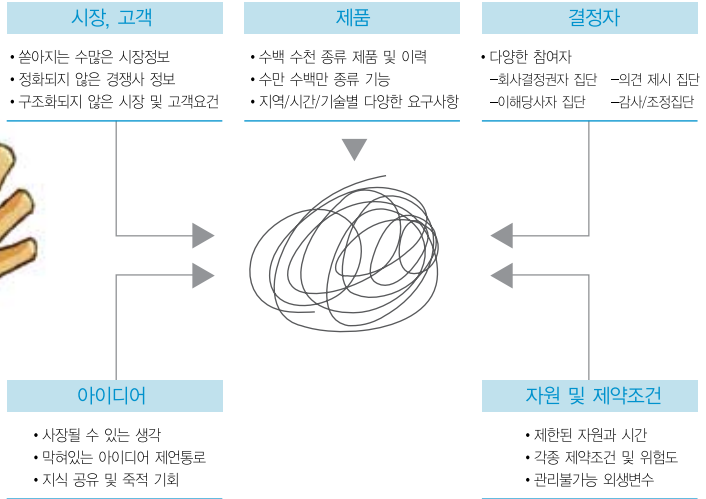 시장, 고객
• 쏟아지는 수많은 시장정보
• 정화되지 않은 경쟁사 정보
• 구조화되지 않은 시장 및 고객요건
제품
• 수백 수천 종류 제품 및 이력
• 수만 수백만 종류 기능
• 지역/시간/기술별 다양한 요구사항
결정자
• 다양한 참여자
–회사결정권자 집단 –의견 제시 집단
–이해당사자 집단 –감사/조정집단
아이디어
• 사장될 수 있는 생각
• 막혀있는 아이디어 제언통로
• 지식 공유 및 축적 기회
자원 및 제약조건
• 제한된 자원과 시간
• 각종 제약조건 및 위험도
• 관리불가능 외생변수